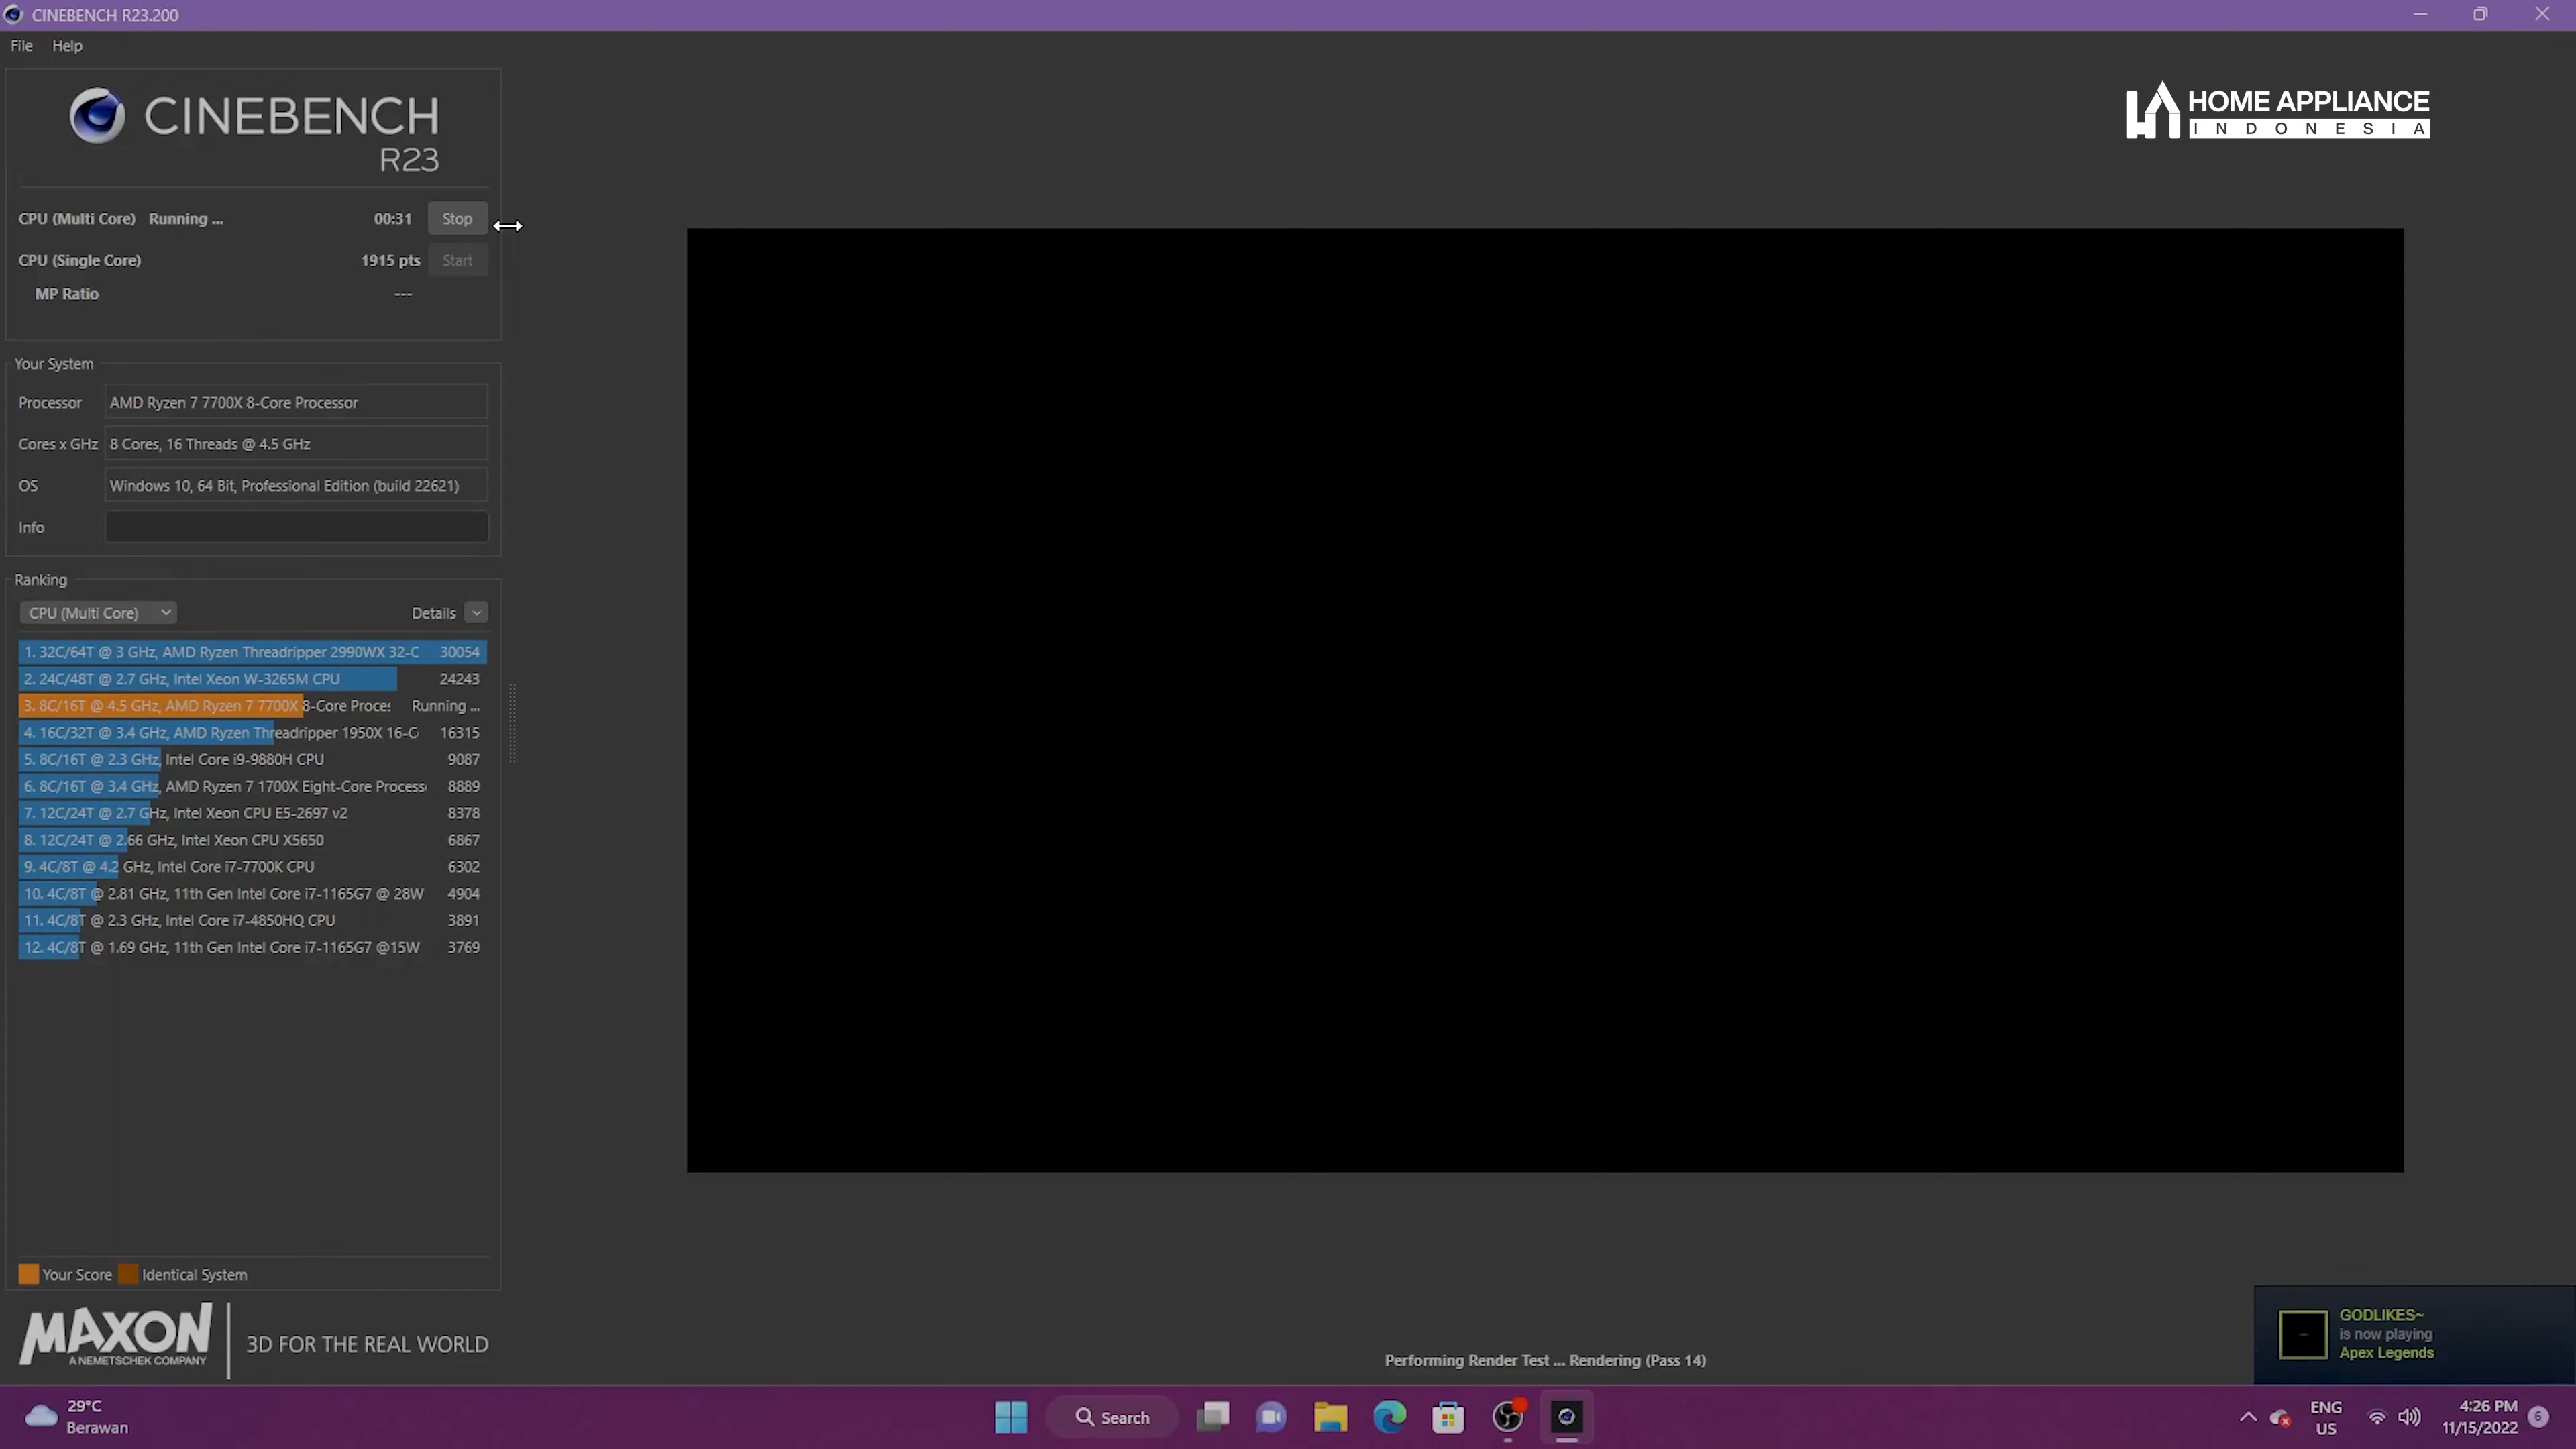 CINEBENCH R23.200
File Help
HOME APPLIANCE
INDONESIA
CINEBENCH
R23
CPU (Multi Core) Running ... 00:31 Stop
CPU (Single Core) 1915 pts Start
MP Ratio ---
Your System
Processor AMD Ryzen 7 7700X 8-Core Processor
Cores x GHz 8 Cores, 16 Threads @ 4.5 GHz
OS Windows 10, 64 Bit, Professional Edition (build 22621)
Info
Ranking
CPU (Multi Core) Details
1. 32C/64T @ 3 GHz, AMD Ryzen Threadripper 2990WX 32-C 30054
2. 24C/48T @ 2.7 GHz, Intel Xeon W-3265M CPU 24243
3. 8C/16T @ 4.5 GHz, AMD Ryzen 7 7700X 8-Core Proces Running ...
4. 16C/32T @ 3.4 GHz, AMD Ryzen Threadripper 1950X 16-C 16315
5. 8C/16T @ 2.3 GHz, Intel Core i9-9880H CPU 9087
6. 8C/16T @ 3.4 GHz, AMD Ryzen 7 1700X Eight-Core Process 8889
7. 12C/24T @ 2.7 GHz, Intel Xeon CPU E5-2697 v2 8378
8. 12C/24T @ 2.66 GHz, Intel Xeon CPU X5650 6867
9. 4C/8T @ 4.2 GHz, Intel Core i7-7700K CPU 6302
10. 4C/8T @ 2.81 GHz, 11th Gen Intel Core i7-1165G7 @ 28W 4904
11. 4C/8T @ 2.3 GHz, Intel Core i7-4850HQ CPU 3891
12. 4C/8T @ 1.69 GHz, 11th Gen Intel Core i7-1165G7 @15W 3769
Your Score Identical System
MAXON
A NEMETSCHEK COMPANY
3D FOR THE REAL WORLD
Performing Render Test ... Rendering (Pass 14)
GODLIKES~
is now playing
Apex Legends
29°C
Berawan
Search
ENG
US
4:26 PM
11/15/2022
6